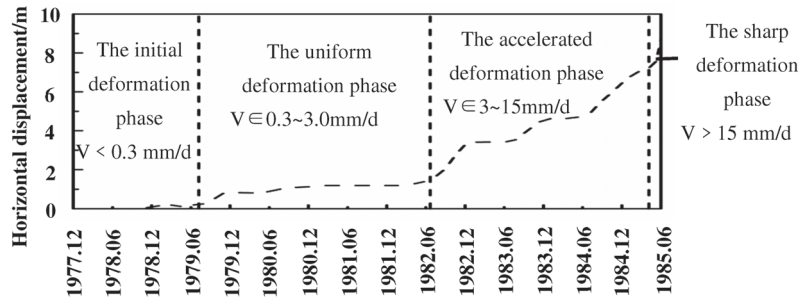 Horizontal displacement/m
10
8
6
4
2
0
The initial
deformation
phase
V < 0.3 mm/d
The uniform
deformation phase
V∈0.3~3.0mm/d
The accelerated
deformation phase
V∈3~15mm/d
The sharp
deformation
phase
V > 15 mm/d
1977.12
1978.06
1978.12
1979.06
1979.12
1980.06
1980.12
1981.06
1981.12
1982.06
1982.12
1983.06
1983.12
1984.06
1984.12
1985.06